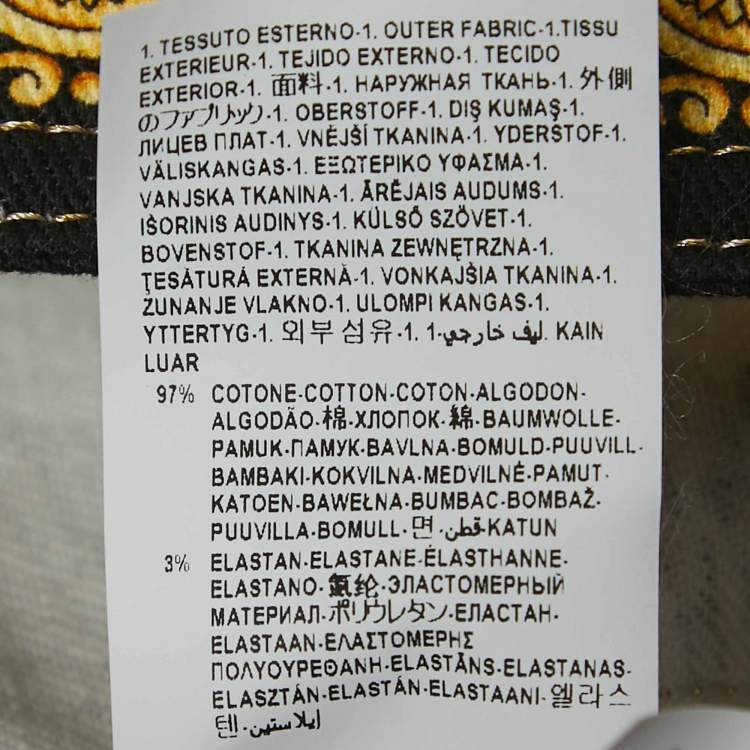 1. TESSUTO ESTERNO-1. OUTER FABRIC-1.TISSU
EXTERIEUR-1. TEJIDO EXTERNO-1. TECIDO
EXTERIOR-1. 面料-1. НАРУЖНАЯ ТКАНЬ-1. 外側
のファブリック-1. OBERSTOFF-1. DIŞ KUMAŞ-1.
ЛИЦЕВ ПЛАТ-1. VNĚJŠÍ TKANINA-1. YDERSTOF-1.
VÄLISKANGAS-1. ΕΞΩΤΕΡΙΚΟ ΥΦΑΣΜΑ-1.
VANJSKA TKANINA-1. ĀRĒJAIS AUDUMS-1.
IŠORINIS AUDINYS-1. KÜLSŐ SZÖVET-1.
BOVENSTOF-1. TKANINA ZEWNĘTRZNA-1.
ŢESĂTURĂ EXTERNĂ-1. VONKAJŠIA TKANINA-1.
ZUNANJE VLAKNO-1. ULOMPI KANGAS-1.
YTTERTYG-1. 외부 섬유-1. ليف خارجي-1. KAIN
LUAR
97% COTONE-COTTON-COTON-ALGODON-
ALGODÃO-棉-ХЛОПОК-綿-BAUMWOLLE-
PAMUK-ПАМУК-BAVLNA-BOMULD-PUUVILL-
BAMBAKI-KOKVILNA-MEDVILNĖ-PAMUT-
KATOEN-BAWEŁNA-BUMBAC-BOMBAŽ-
PUUVILLA-BOMULL-면-قطن-KATUN
3% ELASTAN-ELASTANE-ÉLASTHANNE-
ELASTANO-氨纶-ЭЛАСТОМЕРНЫЙ
МАТЕРИАЛ-ポリウレタン-ЕЛАСТАН-
ELASTAAN-ΕΛΑΣΤΟΜΕΡΗΣ
ΠΟΛΥΟΥΡΕΘΑΝΗ-ELASTĀNS-ELASTANAS-
ELASZTÁN-ELASTÁN-ELASTAANI-엘라스
텐-إيلاستين-